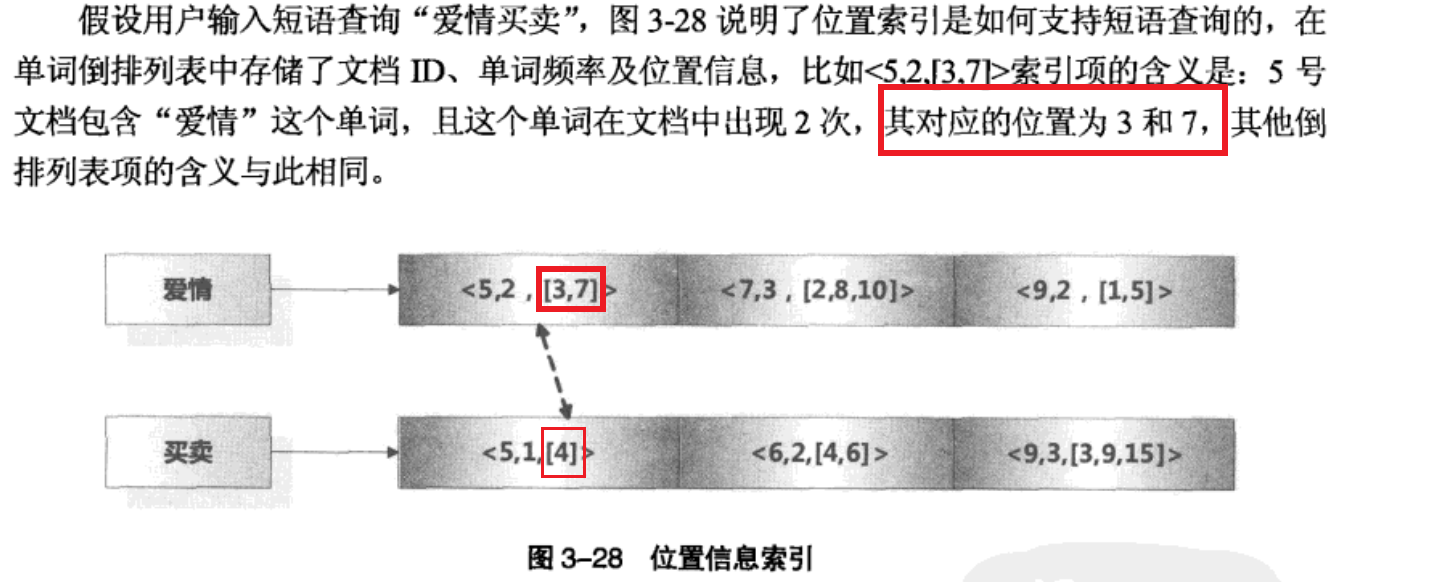 假设用户输入短语查询“爱情买卖”，图 3-28 说明了位置索引是如何支持短语查询的，在
单词倒排列表中存储了文档 ID、单词频率及位置信息，比如<5,2,[3,7]>索引项的含义是：5 号
文档包含“爱情”这个单词，且这个单词在文档中出现 2 次，其对应的位置为 3 和 7，其他倒
排列表项的含义与此相同。
爱情 <5,2 , [3,7]> <7,3 , [2,8,10]> <9,2 , [1,5]>
买卖 <5,1,[4]> <6,2,[4,6]> <9,3,[3,9,15]>
图 3-28 位置信息索引